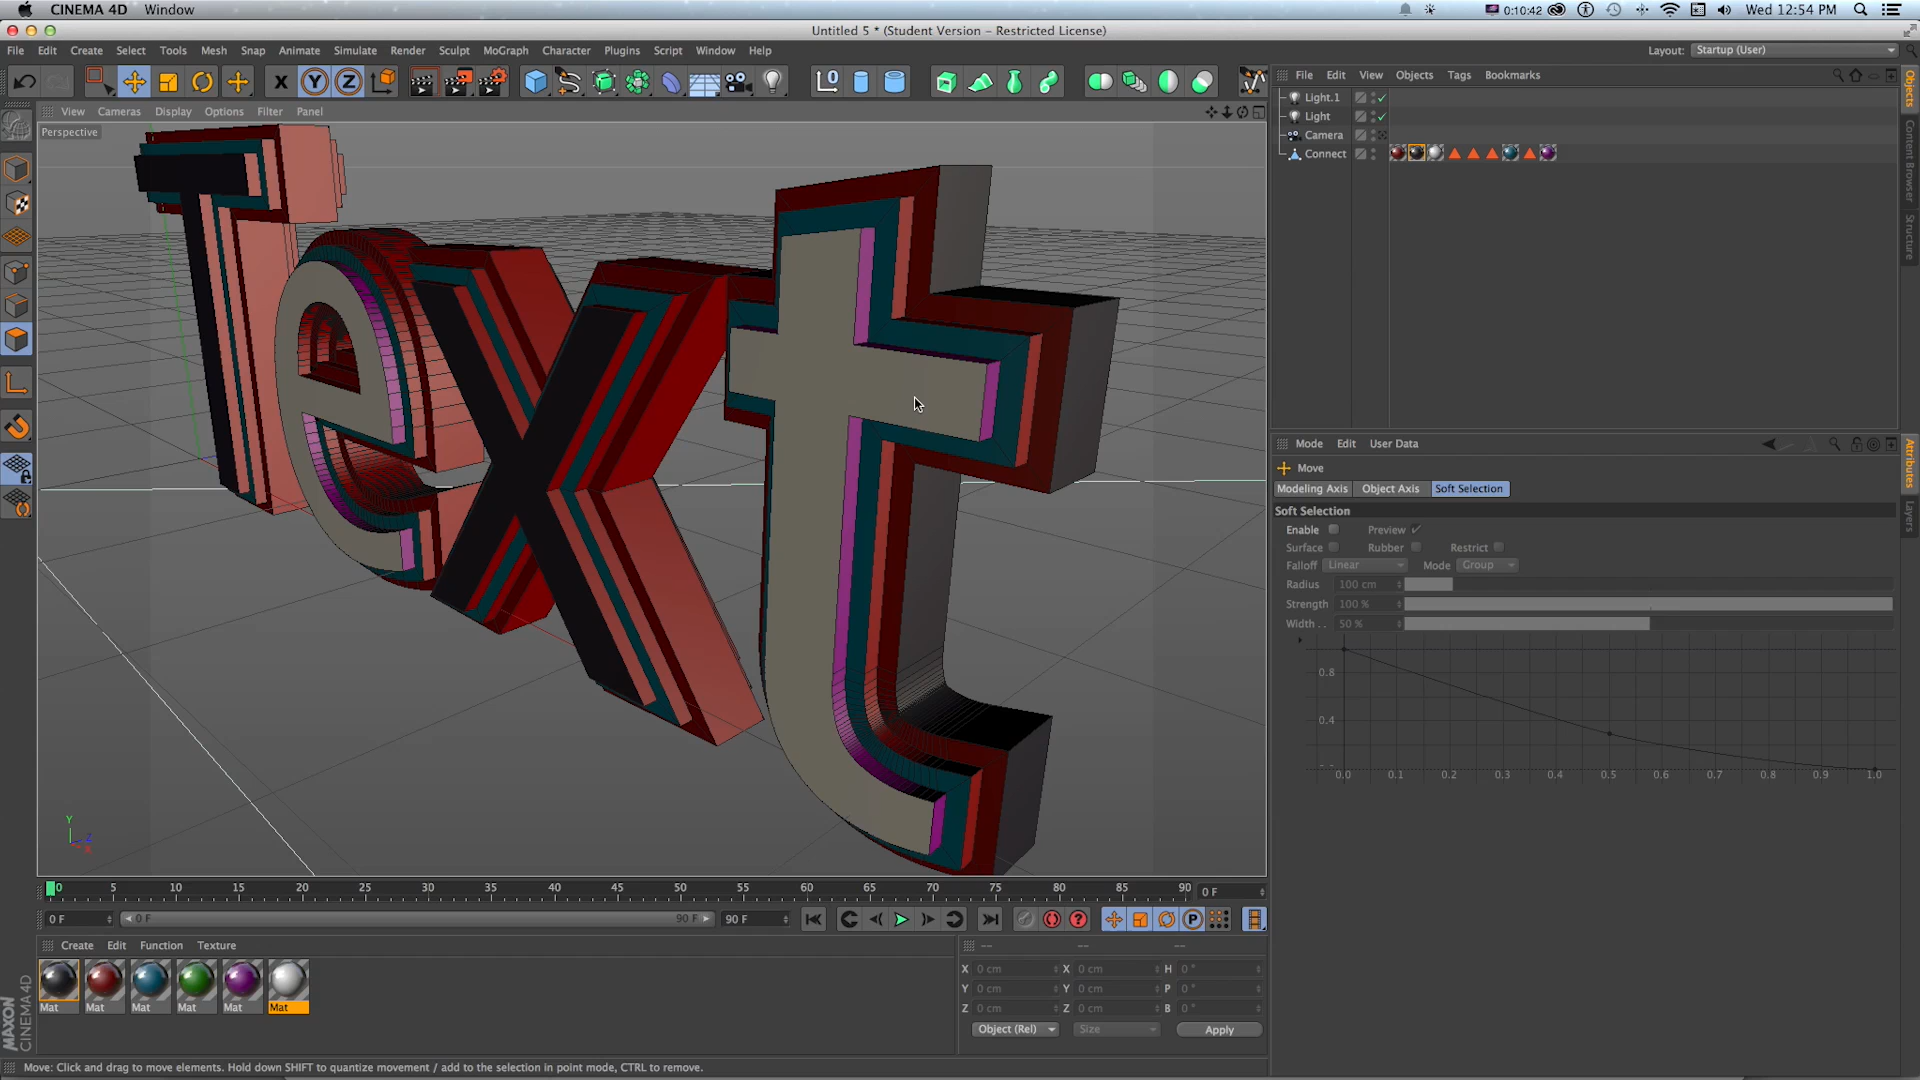 CINEMA 4D Window
0:10:42 Wed 12:54 PM
Untitled 5 * (Student Version – Restricted License)
File Edit Create Select Tools Mesh Snap Animate Simulate Render Sculpt MoGraph Character Plugins Script Window Help
Layout: Startup (User)
X Y Z
File Edit View Objects Tags Bookmarks
View Cameras Display Options Filter Panel
Perspective
Light.1
Light
Camera
Connect
Objects
Content Browser
Structure
Text
Mode Edit User Data
Move
Modeling Axis Object Axis Soft Selection
Soft Selection
Enable Preview
Surface Rubber Restrict
Falloff Linear Mode Group
Radius 100 cm
Strength 100 %
Width . . 50 %
0.8
0.4
0.0 0.1 0.2 0.3 0.4 0.5 0.6 0.7 0.8 0.9 1.0
Attributes
Layers
Y
Z
X
0 5 10 15 20 25 30 35 40 45 50 55 60 65 70 75 80 85 90 0 F
0 F 0 F 90 F 90 F
P
Create Edit Function Texture
-- -- --
Mat Mat Mat Mat Mat Mat
X 0 cm X 0 cm H 0 °
Y 0 cm Y 0 cm P 0 °
Z 0 cm Z 0 cm B 0 °
Object (Rel) Size Apply
MAXON
CINEMA 4D
Move: Click and drag to move elements. Hold down SHIFT to quantize movement / add to the selection in point mode, CTRL to remove.